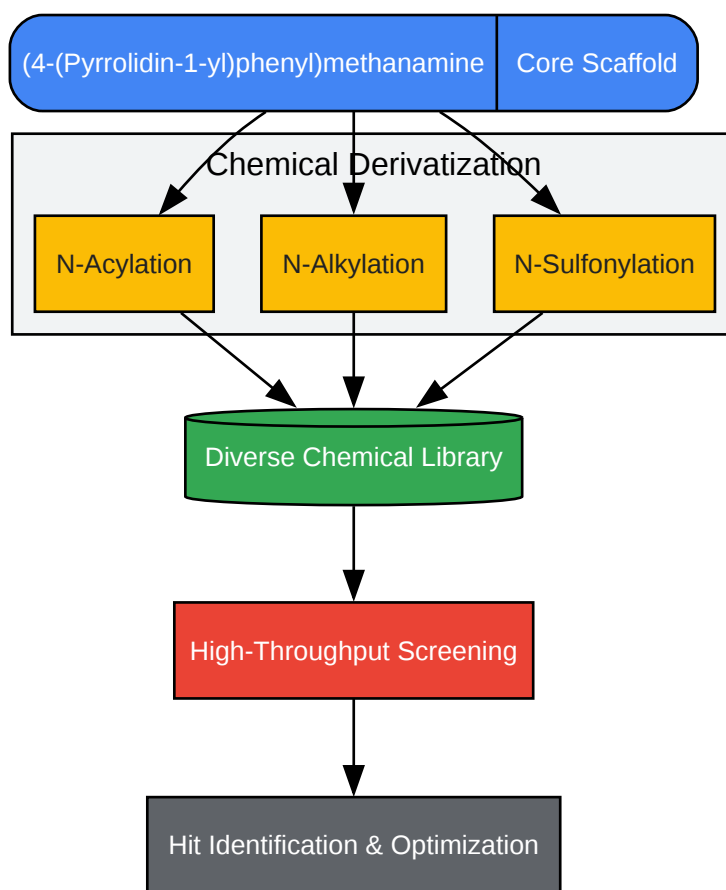 (4-(Pyrrolidin-1-yl)phenyl)methanamine
Core Scaffold
Chemical Derivatization
N-Acylation
N-Alkylation
N-Sulfonylation
Diverse Chemical Library
High-Throughput Screening
Hit Identification & Optimization